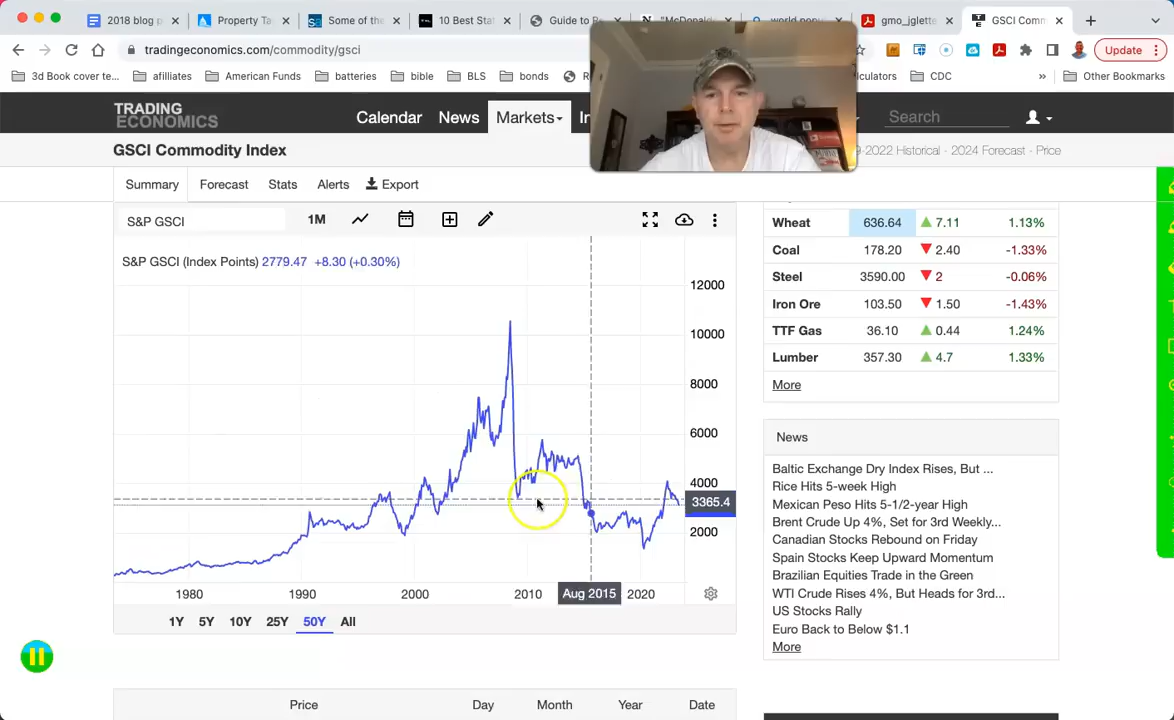 2018 blog p
Property Ta
Some of the
10 Best Sta
Guide to R
"McDonald
gmo_jglette
GSCI Comm
tradingeconomics.com/commodity/gsci
Update
3d Book cover te...
afilliates
American Funds
batteries
bible
BLS
bonds
CDC
Other Bookmarks
TRADING
ECONOMICS
Calendar
News
Markets
Search
GSCI Commodity Index
-2022 Historical - 2024 Forecast - Price
Summary
Forecast
Stats
Alerts
Export
S&P GSCI
1M
S&P GSCI (Index Points) 2779.47 +8.30 (+0.30%)
12000
10000
8000
6000
4000
3365.4
2000
1980
1990
2000
2010
Aug 2015
2020
1Y
5Y
10Y
25Y
50Y
All
Price
Day
Month
Year
Date
Wheat 636.64 7.11 1.13%
Coal 178.20 2.40 -1.33%
Steel 3590.00 2 -0.06%
Iron Ore 103.50 1.50 -1.43%
TTF Gas 36.10 0.44 1.24%
Lumber 357.30 4.7 1.33%
More
News
Baltic Exchange Dry Index Rises, But ...
Rice Hits 5-week High
Mexican Peso Hits 5-1/2-year High
Brent Crude Up 4%, Set for 3rd Weekly...
Canadian Stocks Rebound on Friday
Spain Stocks Keep Upward Momentum
Brazilian Equities Trade in the Green
WTI Crude Rises 4%, But Heads for 3rd...
US Stocks Rally
Euro Back to Below $1.1
More